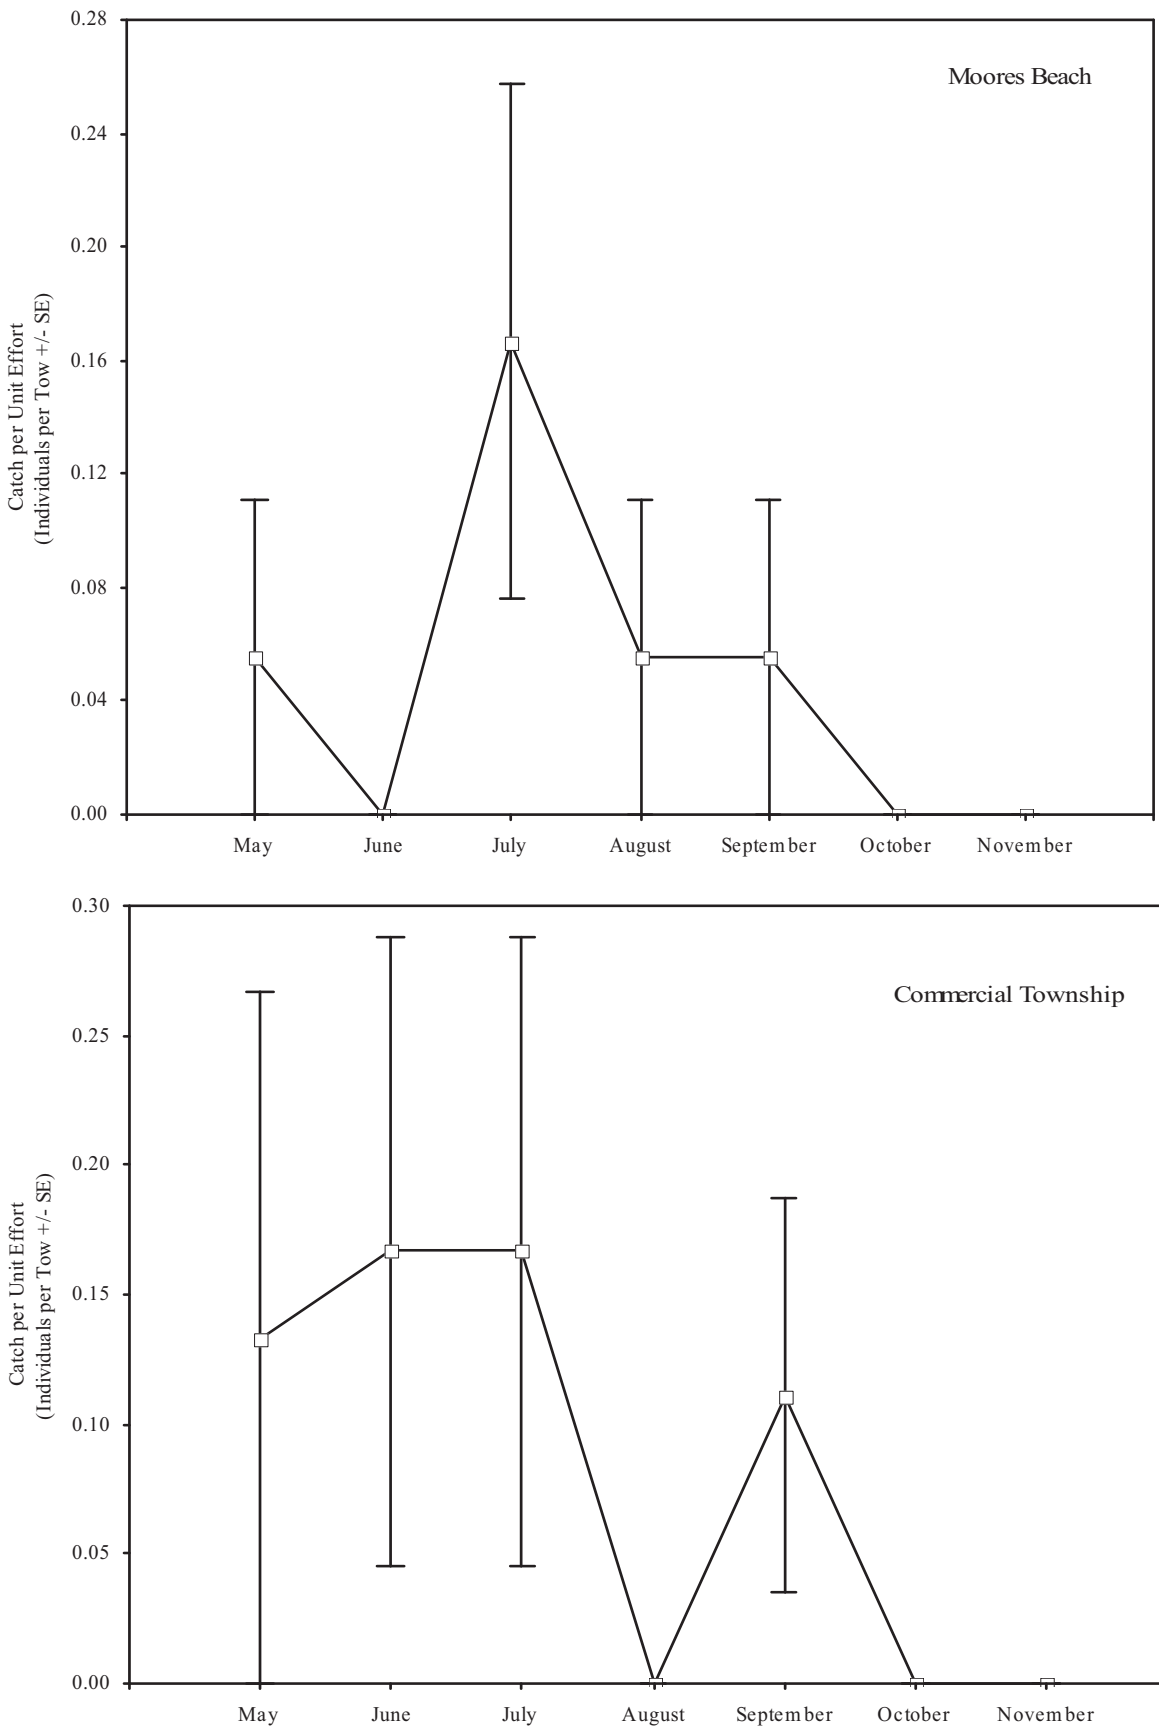 0.28
Moores Beach
0.24
0.20
0.16
0.12
0.08
0.04
0.00
Catch per Unit Effort
(Individuals per Tow +/- SE)
May June July August September October November
0.30
Commercial Township
0.25
0.20
0.15
0.10
0.05
0.00
Catch per Unit Effort
(Individuals per Tow +/- SE)
May June July August September October November